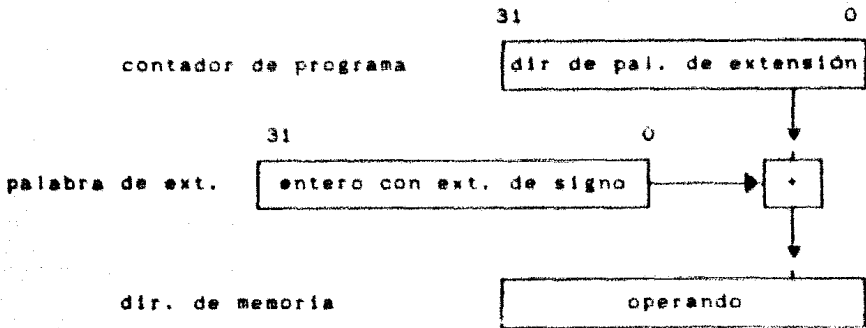 31 0
contador de programa dir de pal. de extensión
31 0
palabra de ext. entero con ext. de signo +
dir. de memoria operando